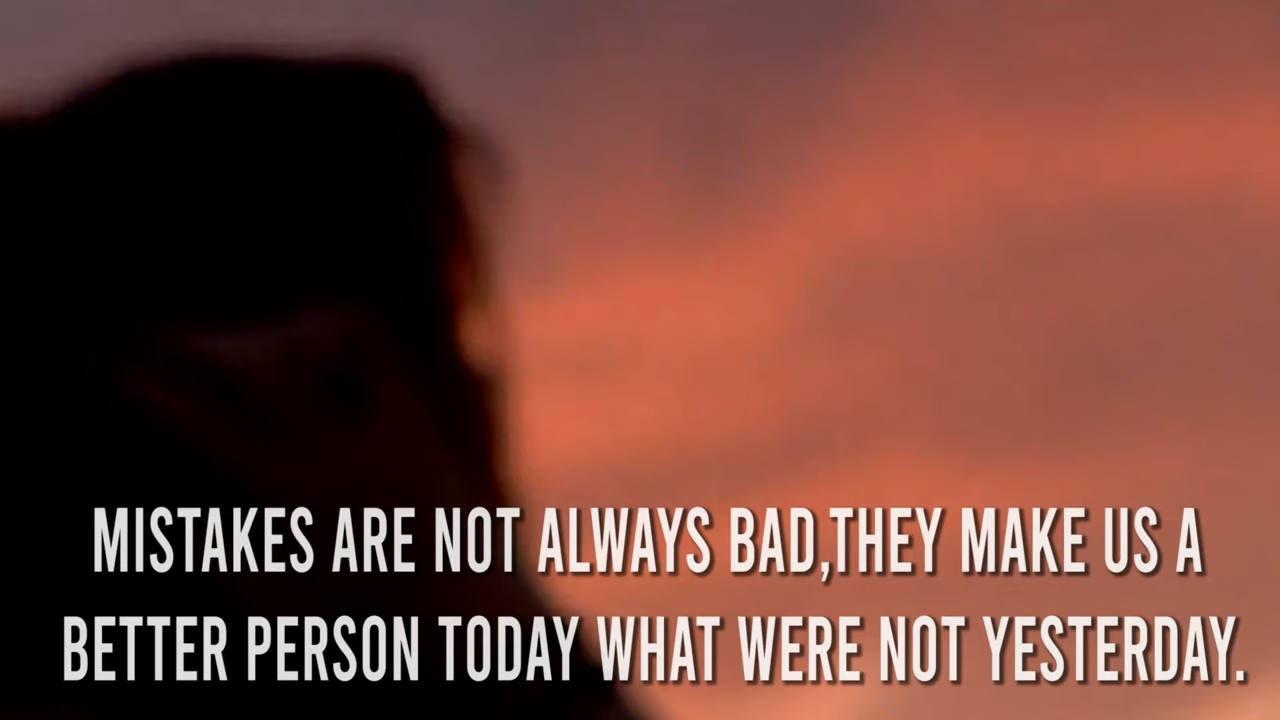 MISTAKES ARE NOT ALWAYS BAD,THEY MAKE US A
BETTER PERSON TODAY WHAT WERE NOT YESTERDAY.